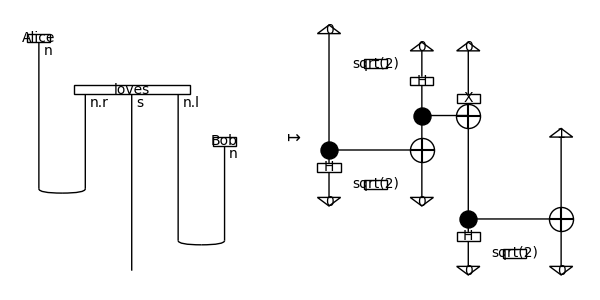 Alice
n
loves
n.r s n.l
Bob
n
↦
0
0 0
sqrt(2)
H
X
H
sqrt(2)
0 0
H
sqrt(2)
0 0